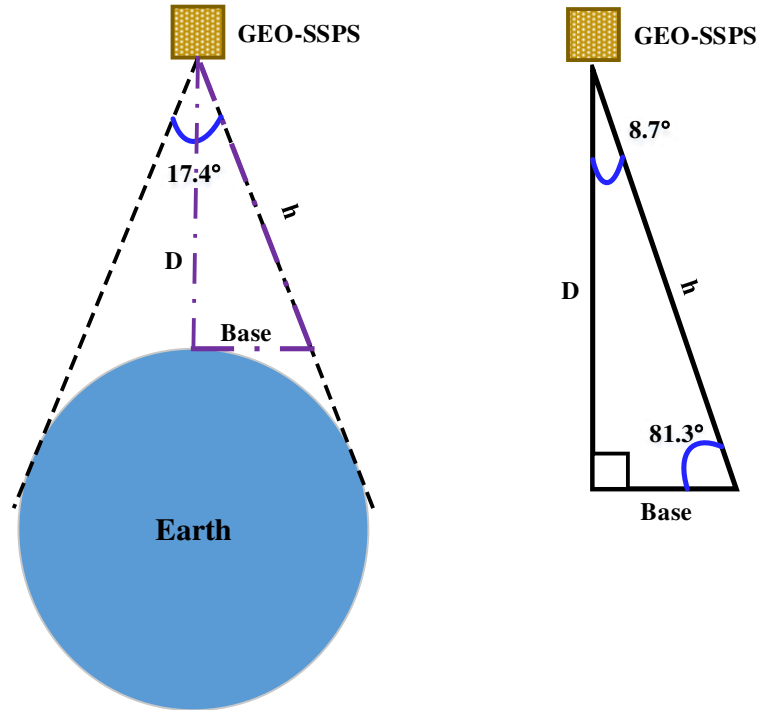 GEO-SSPS
17.4°
h
D
Base
Earth
GEO-SSPS
8.7°
D
h
81.3°
Base